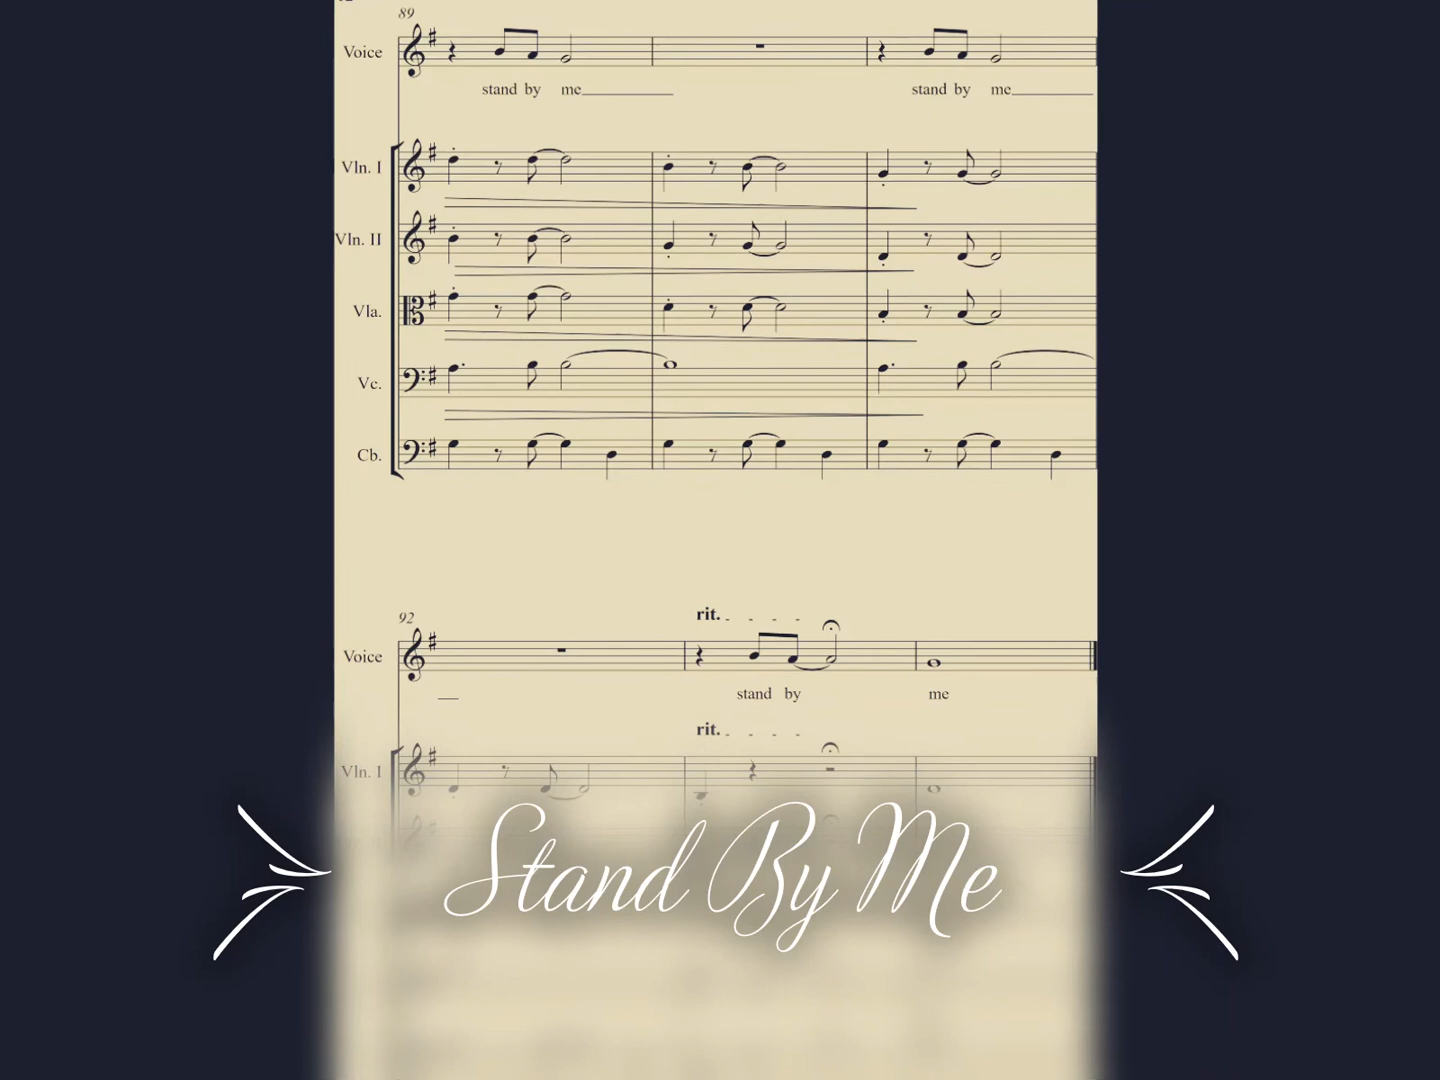 89
Voice
stand by me
stand by me
Vln. I
Vln. II
Vla.
Vc.
Cb.
92
rit.
Voice
stand by
me
rit.
Vln. I
Stand By Me